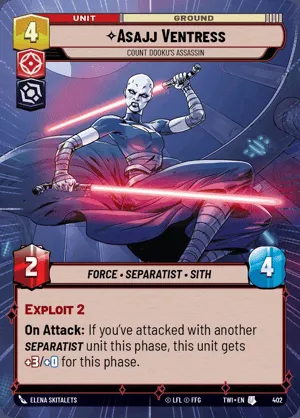 4
UNIT
GROUND
✧ASAJJ VENTRESS
COUNT DOOKU'S ASSASSIN
2
4
FORCE • SEPARATIST • SITH
EXPLOIT 2
On Attack: If you've attacked with another
SEPARATIST unit this phase, this unit gets
+3/+0 for this phase.
ELENA SKITALETS
Ⓛ LFL Ⓕ FFG
TWI • EN
402